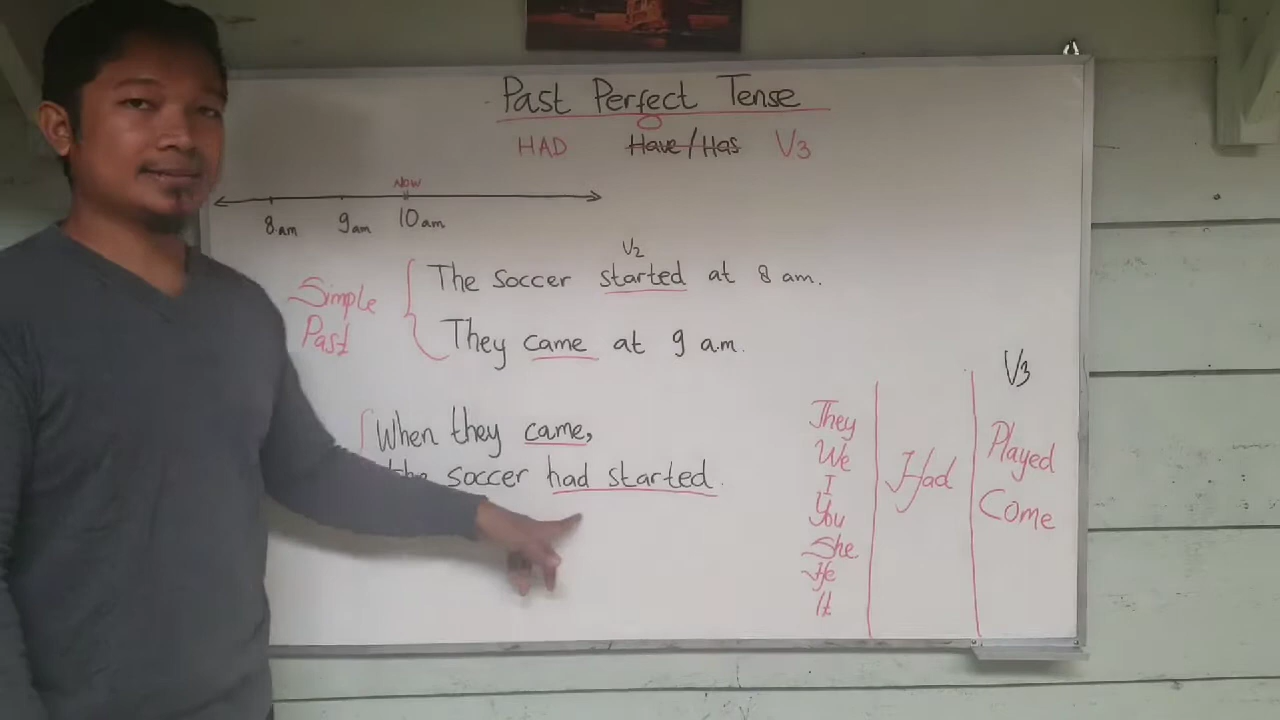 Past Perfect Tense
HAD Have/Has V3
NOW
8am 9am 10am
V2
Simple Past
The soccer started at 8 am.
They came at 9 a.m.
When they came,
the soccer had started.
V3
They
We
I
You
She
He
It
Had
Played
Come